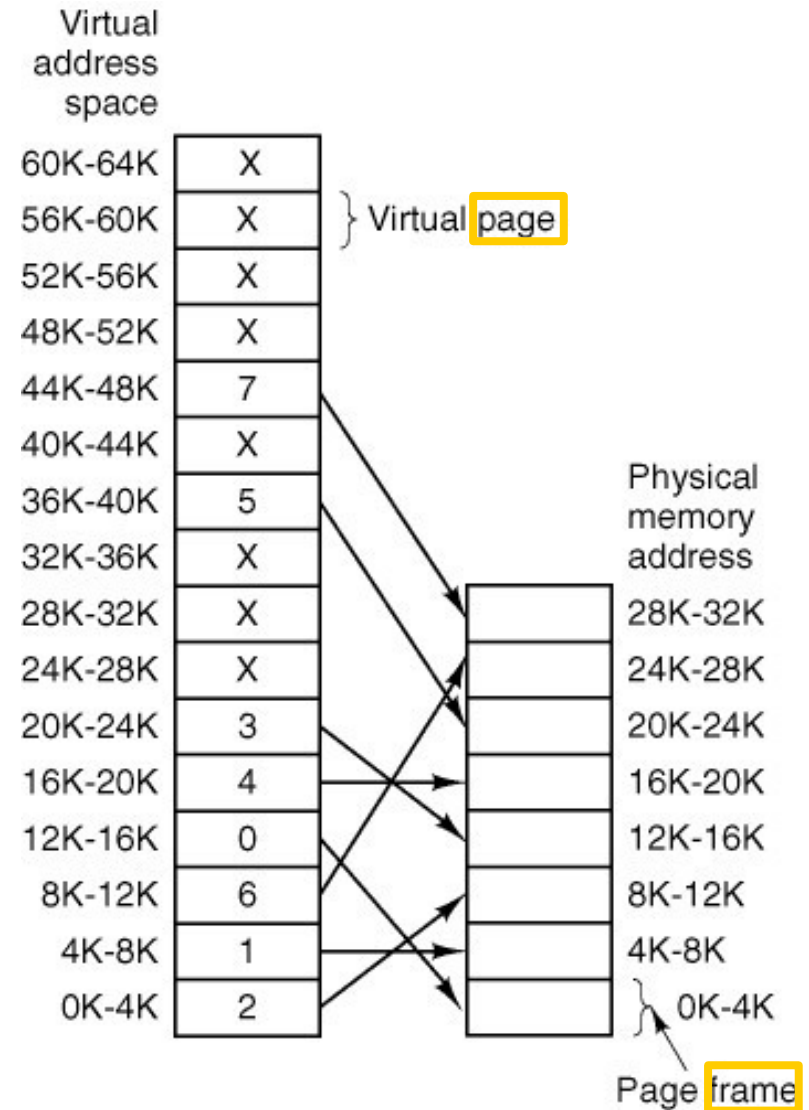 Virtual
address
space
60K-64K X
56K-60K X } Virtual page
52K-56K X
48K-52K X
44K-48K 7
40K-44K X
36K-40K 5
Physical
memory
address
32K-36K X
28K-32K X 28K-32K
24K-28K X 24K-28K
20K-24K 3 20K-24K
16K-20K 4 16K-20K
12K-16K 0 12K-16K
8K-12K 6 8K-12K
4K-8K 1 4K-8K
0K-4K 2 } 0K-4K
Page frame